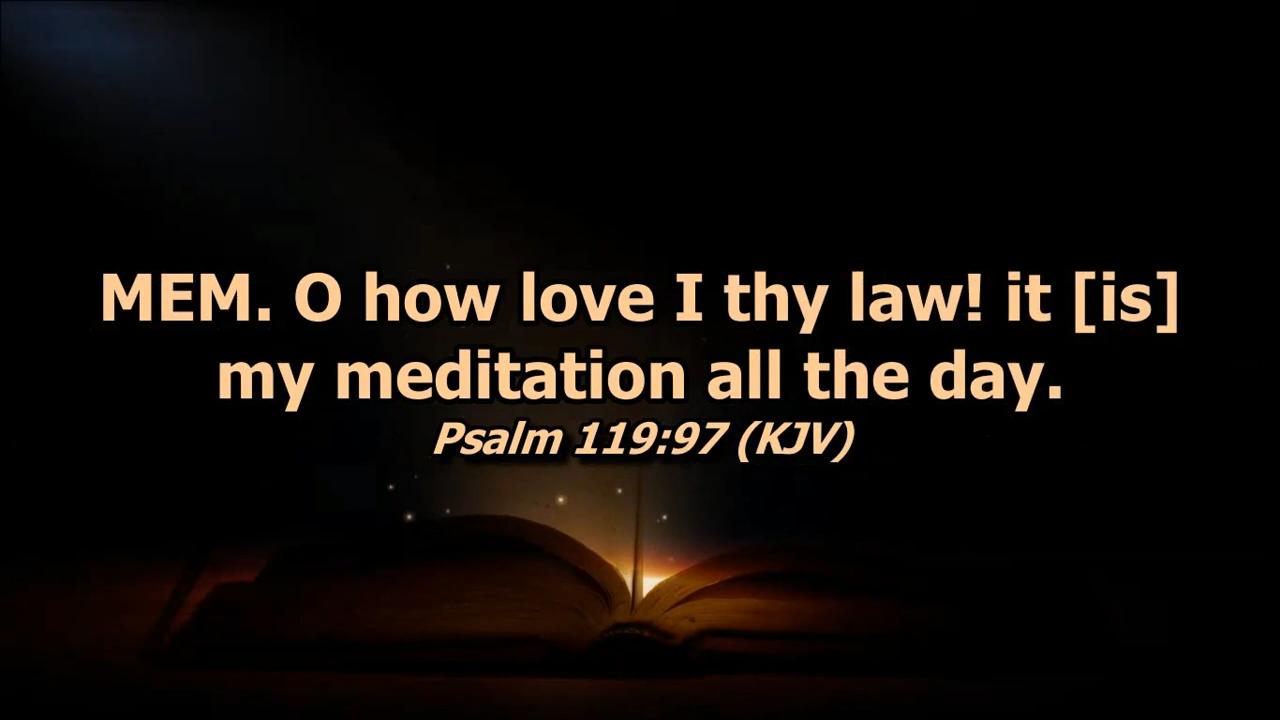 MEM. O how love I thy law! it [is]
my meditation all the day.
Psalm 119:97 (KJV)